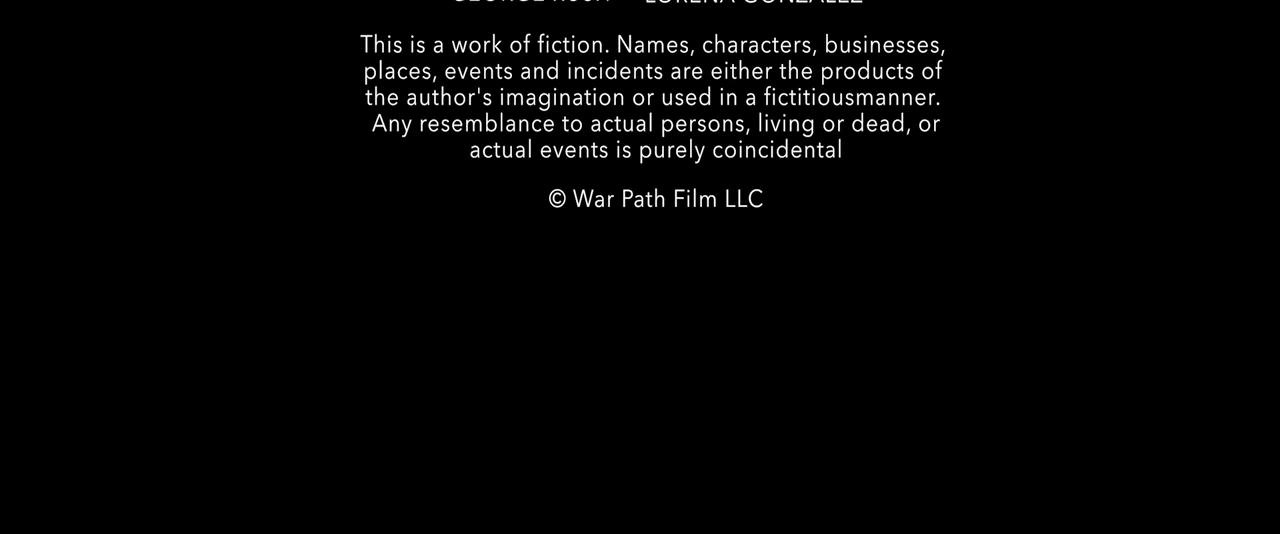 LORENA GONZALEZ
This is a work of fiction. Names, characters, businesses,
places, events and incidents are either the products of
the author's imagination or used in a fictitiousmanner.
Any resemblance to actual persons, living or dead, or
actual events is purely coincidental
© War Path Film LLC